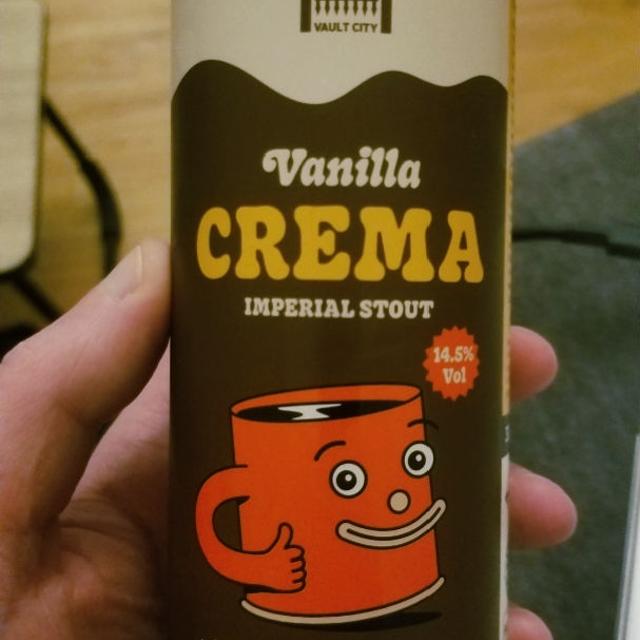 VAULT CITY
Vanilla
CREMA
IMPERIAL STOUT
14.5%
Vol